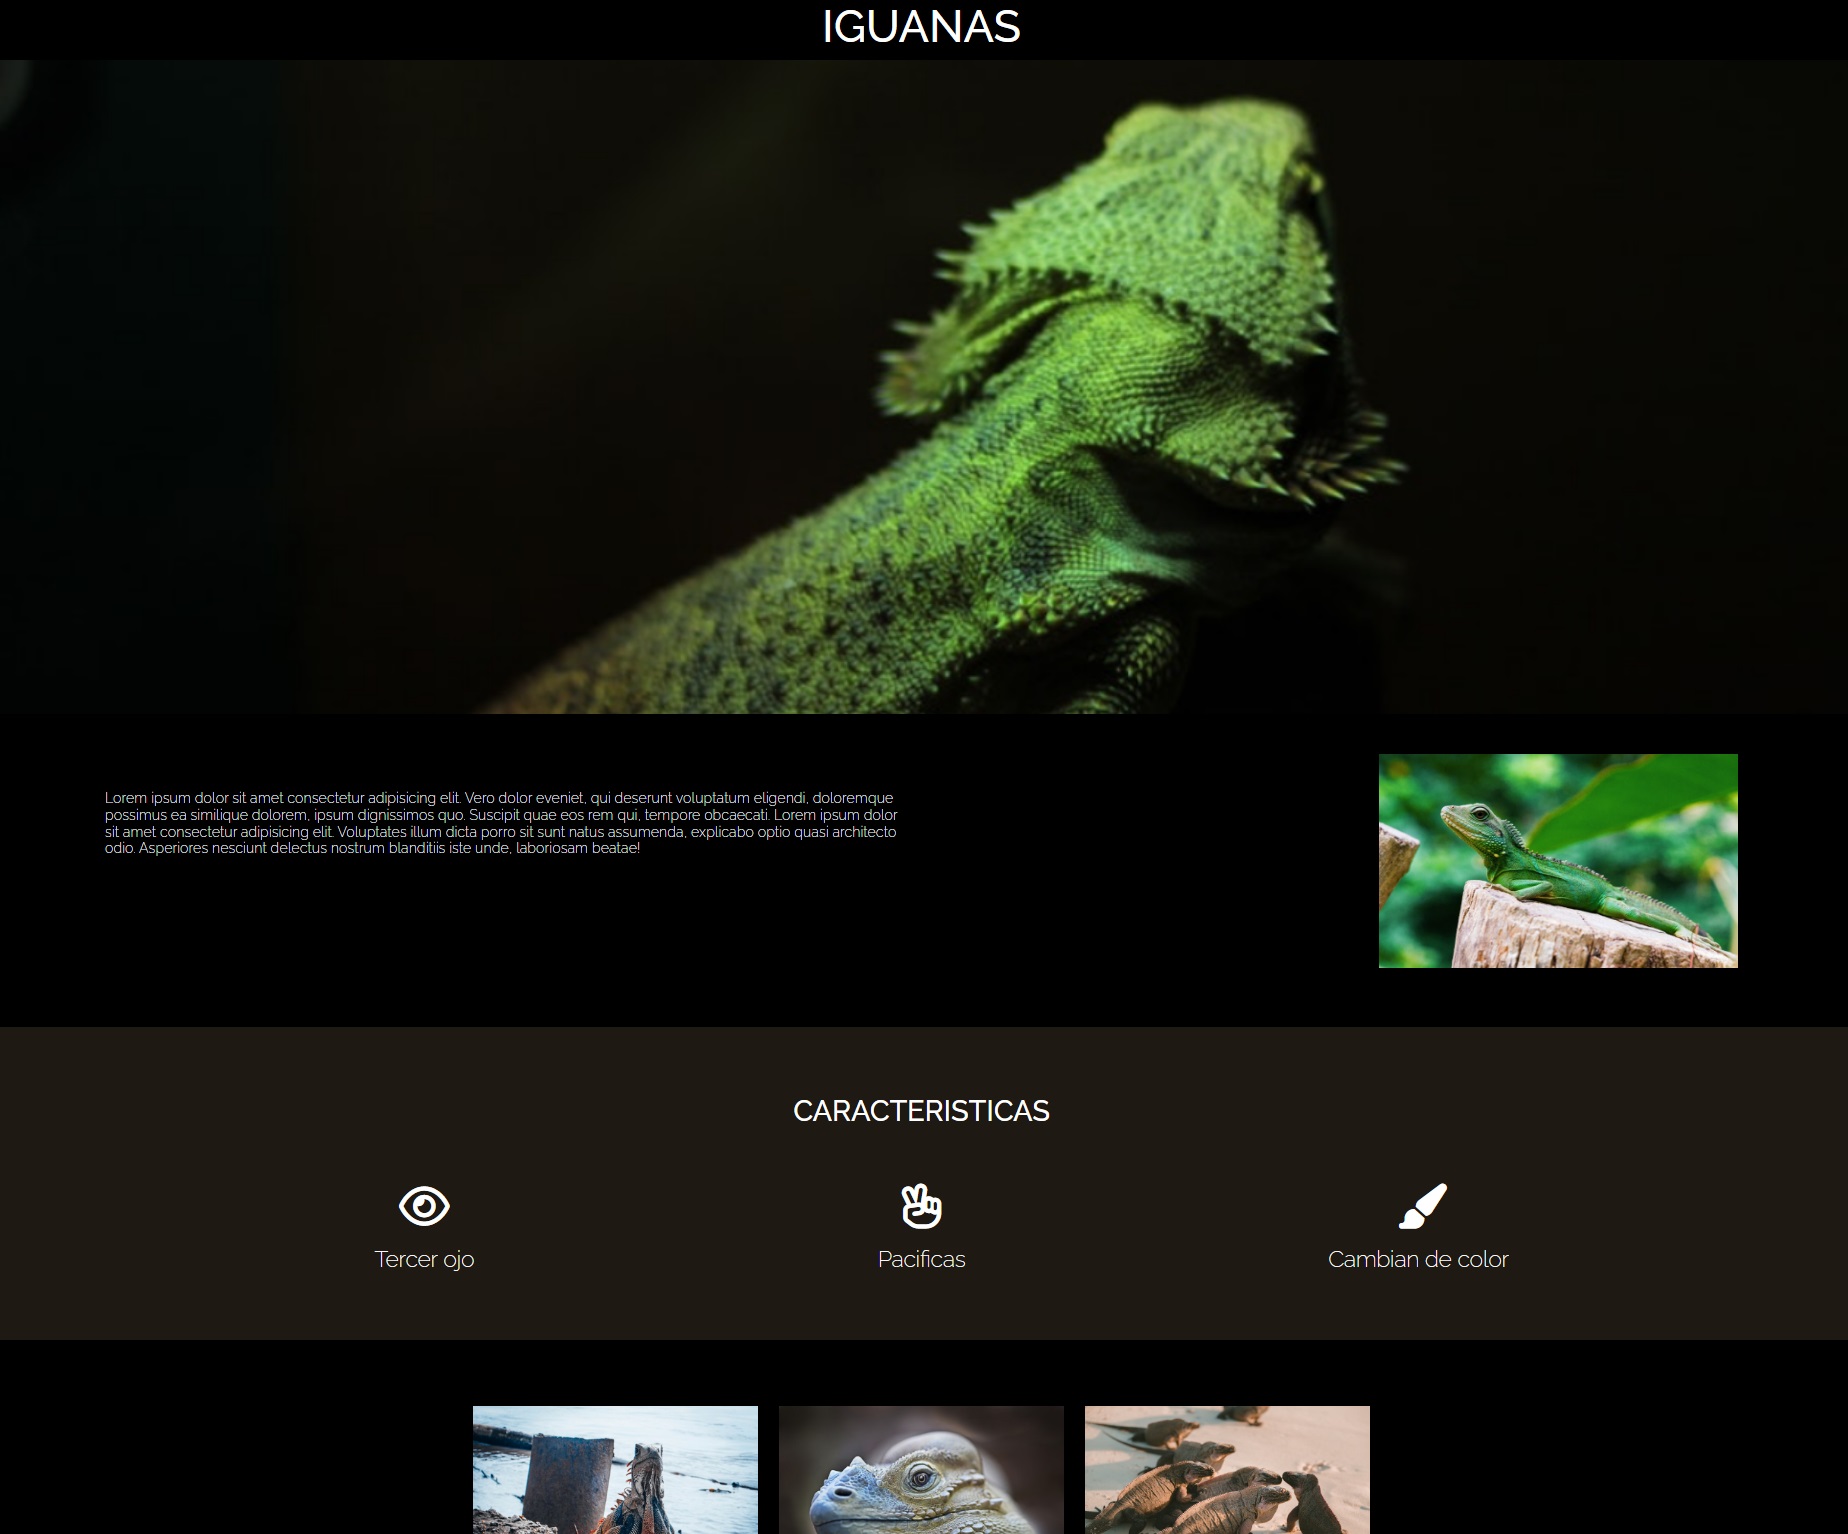 IGUANAS
Lorem ipsum dolor sit amet consectetur adipisicing elit. Vero dolor eveniet, qui deserunt voluptatum eligendi, doloremque
possimus ea similique dolorem, ipsum dignissimos quo. Suscipit quae eos rem qui, tempore obcaecati. Lorem ipsum dolor
sit amet consectetur adipisicing elit. Voluptates illum dicta porro sit sunt natus assumenda, explicabo optio quasi architecto
odio. Asperiores nesciunt delectus nostrum blanditiis iste unde, laboriosam beatae!
CARACTERISTICAS
Tercer ojo
Pacificas
Cambian de color